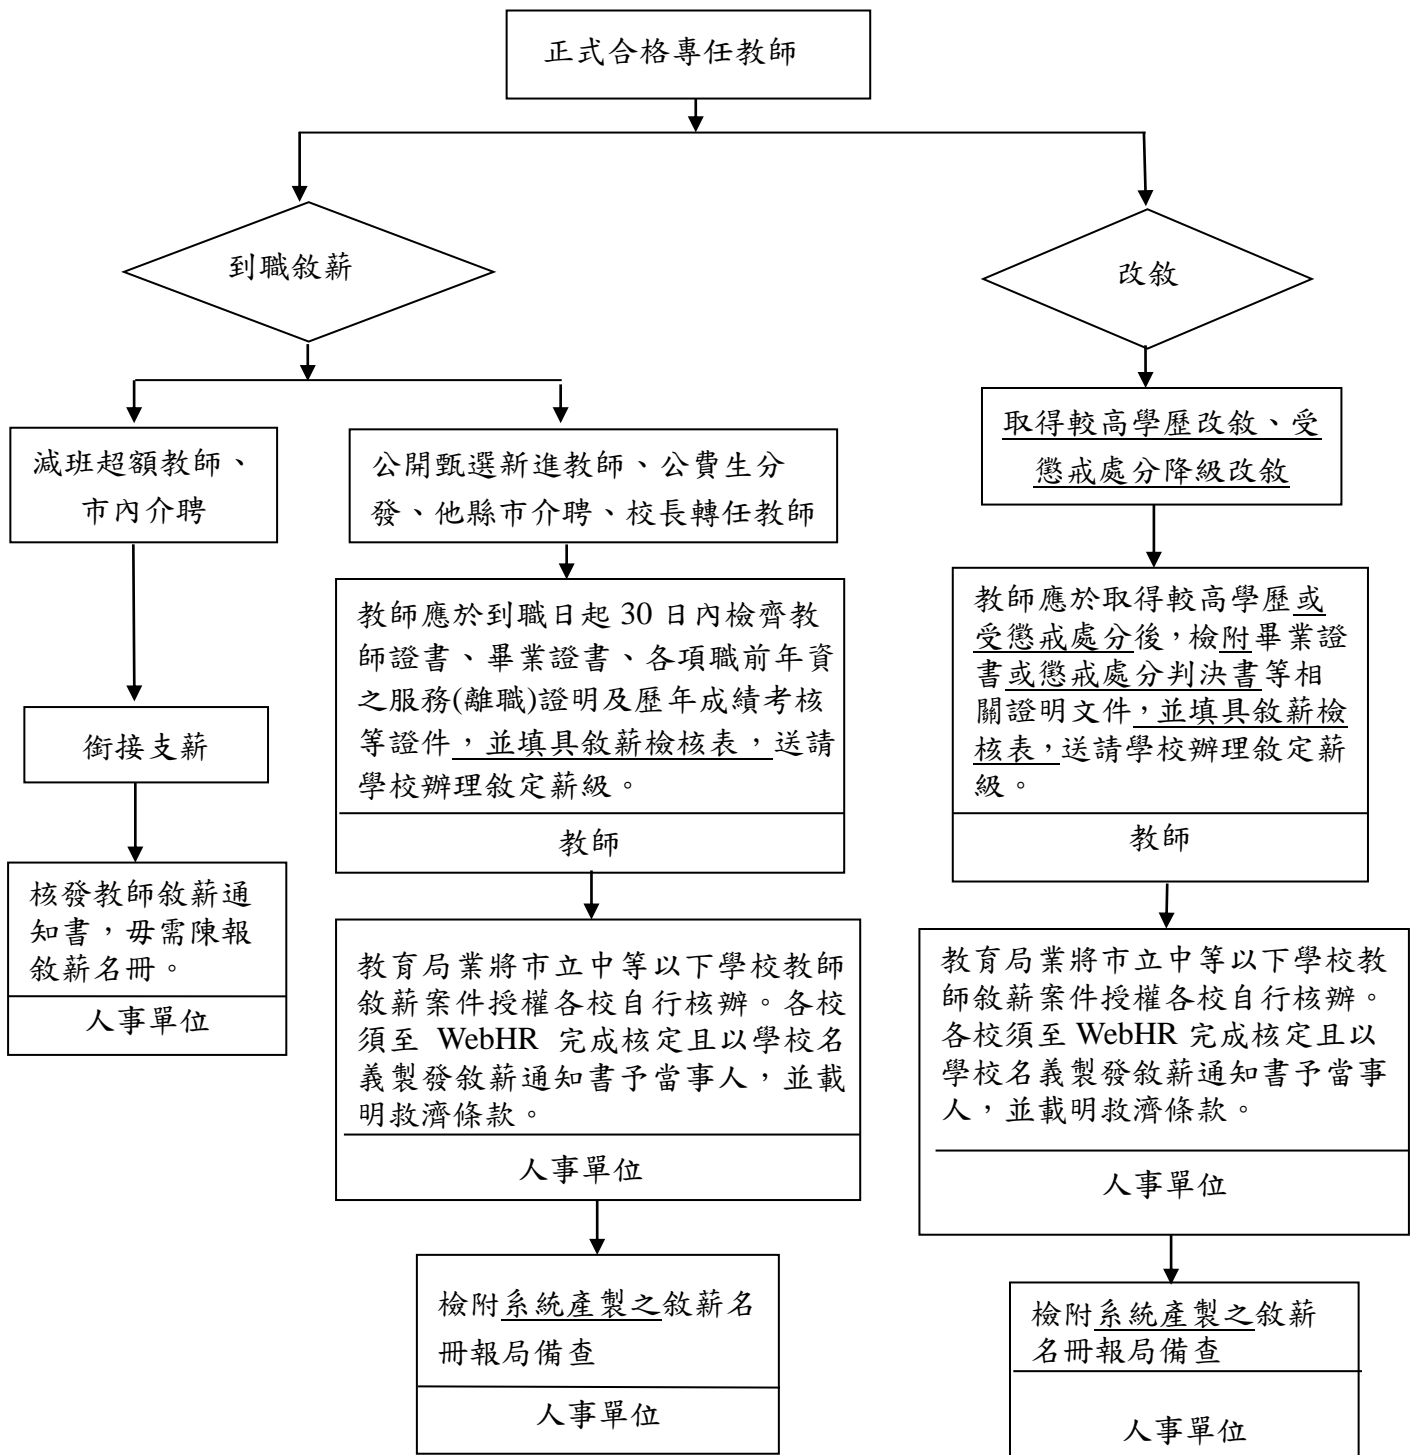 正式合格專任教師
到職敘薪
改敘
減班超額教師、
市內介聘
公開甄選新進教師、公費生分
發、他縣市介聘、校長轉任教師
取得較高學歷改敘、受
懲戒處分降級改敘
教師應於到職日起 30 日內檢齊教
師證書、畢業證書、各項職前年資
之服務(離職)證明及歷年成績考核
等證件，並填具敘薪檢核表，送請
學校辦理敘定薪級。
教師
教師應於取得較高學歷或
受懲戒處分後，檢附畢業證
書或懲戒處分判決書等相
關證明文件，並填具敘薪檢
核表，送請學校辦理敘定薪
級。
教師
銜接支薪
核發教師敘薪通
知書，毋需陳報
敘薪名冊。
人事單位
教育局業將市立中等以下學校教師
敘薪案件授權各校自行核辦。各校
須至 WebHR 完成核定且以學校名
義製發敘薪通知書予當事人，並載
明救濟條款。
人事單位
教育局業將市立中等以下學校教
師敘薪案件授權各校自行核辦。
各校須至 WebHR 完成核定且以
學校名義製發敘薪通知書予當事
人，並載明救濟條款。
人事單位
檢附系統產製之敘薪名
冊報局備查
人事單位
檢附系統產製之敘薪
名冊報局備查
人事單位